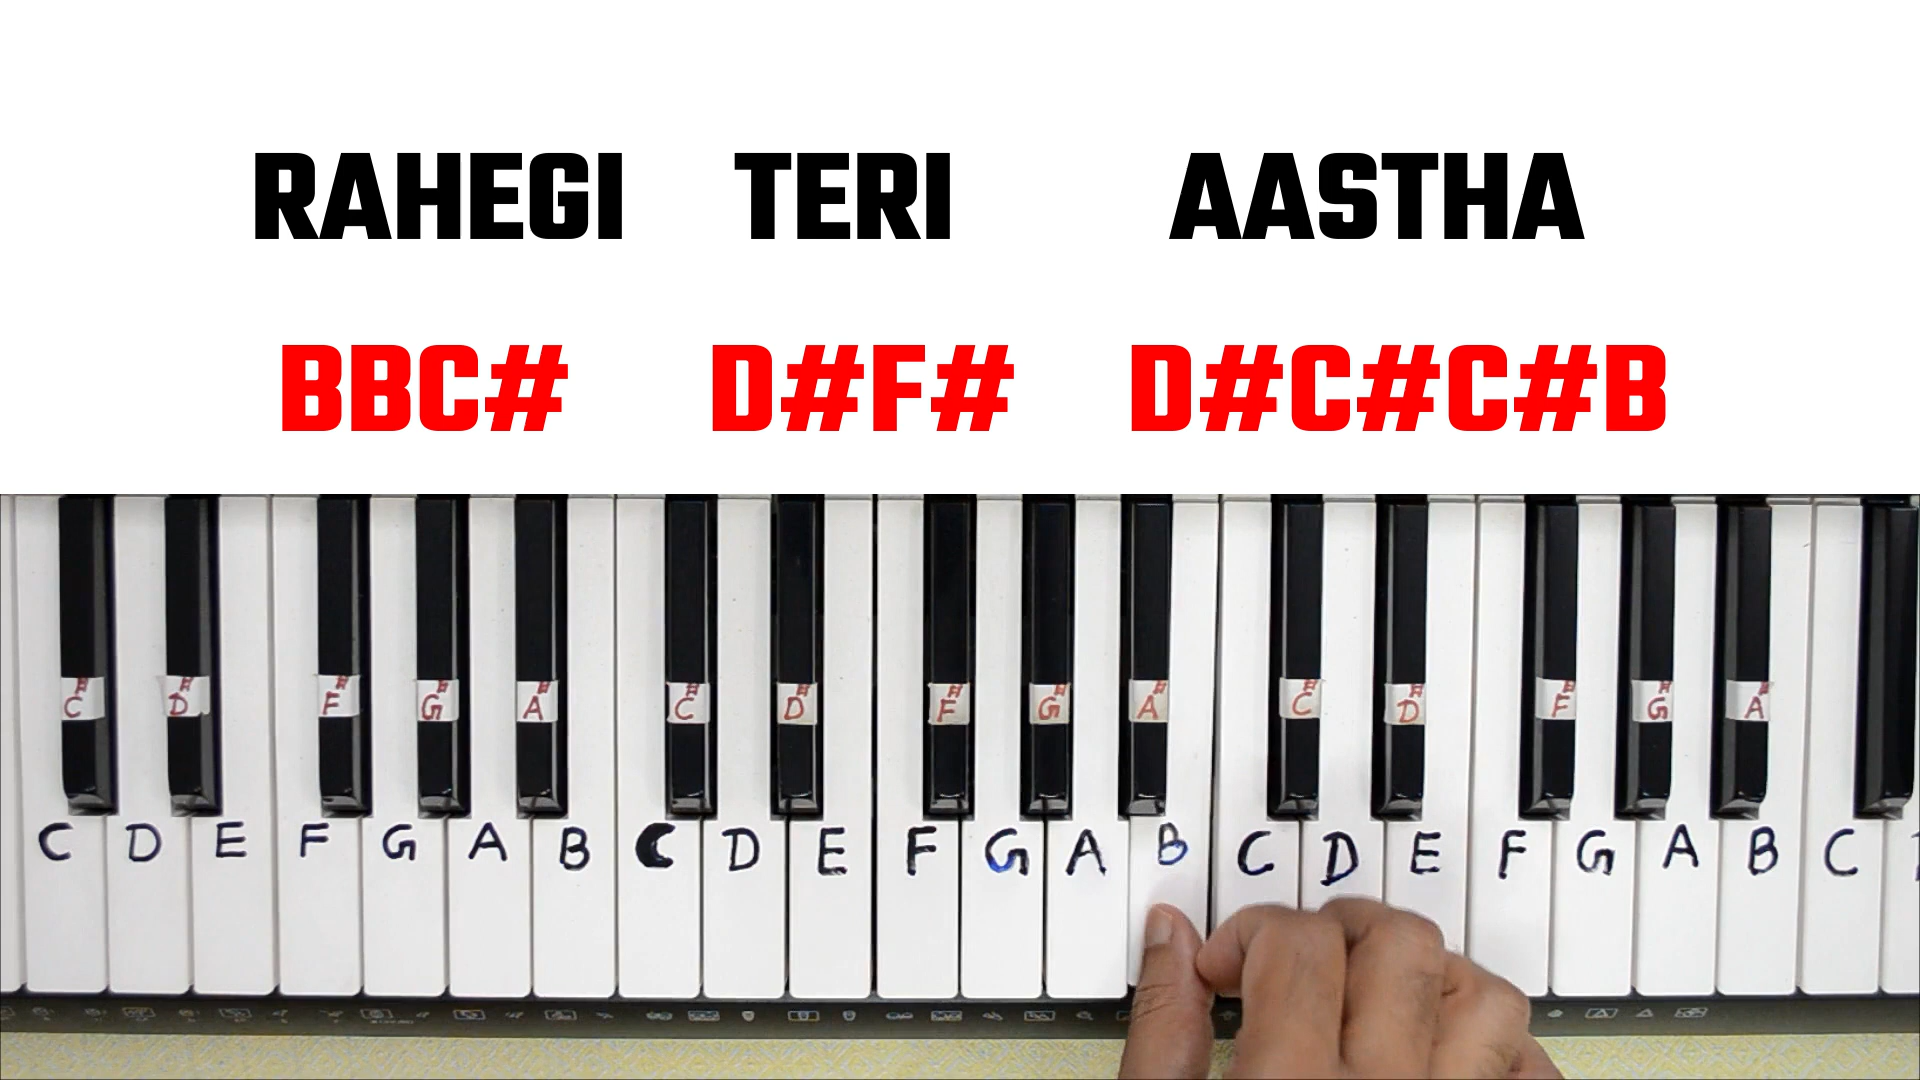 RAHEGI TERI AASTHA
BBC# D#F# D#C#C#B
C# D# F# G# A# C# D# F# G# A# C# D# F# G# A#
C D E F G A B C D E F G A B C D E F G A B C